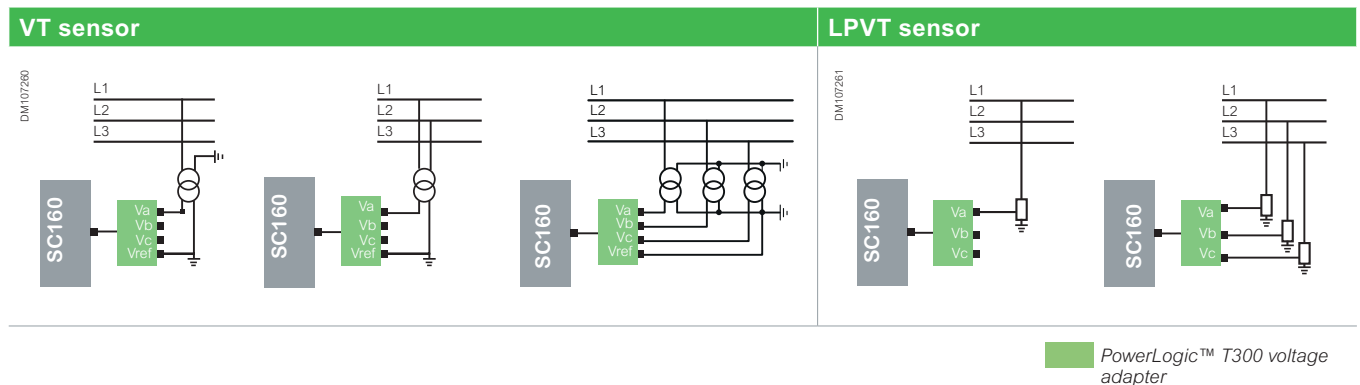 VT sensor
LPVT sensor
DM107260
L1
L2
L3
SC160
Va
Vb
Vc
Vref
L1
L2
L3
SC160
Va
Vb
Vc
Vref
L1
L2
L3
SC160
Va
Vb
Vc
Vref
DM107261
L1
L2
L3
SC160
Va
Vb
Vc
L1
L2
L3
SC160
Va
Vb
Vc
PowerLogic™ T300 voltage
adapter